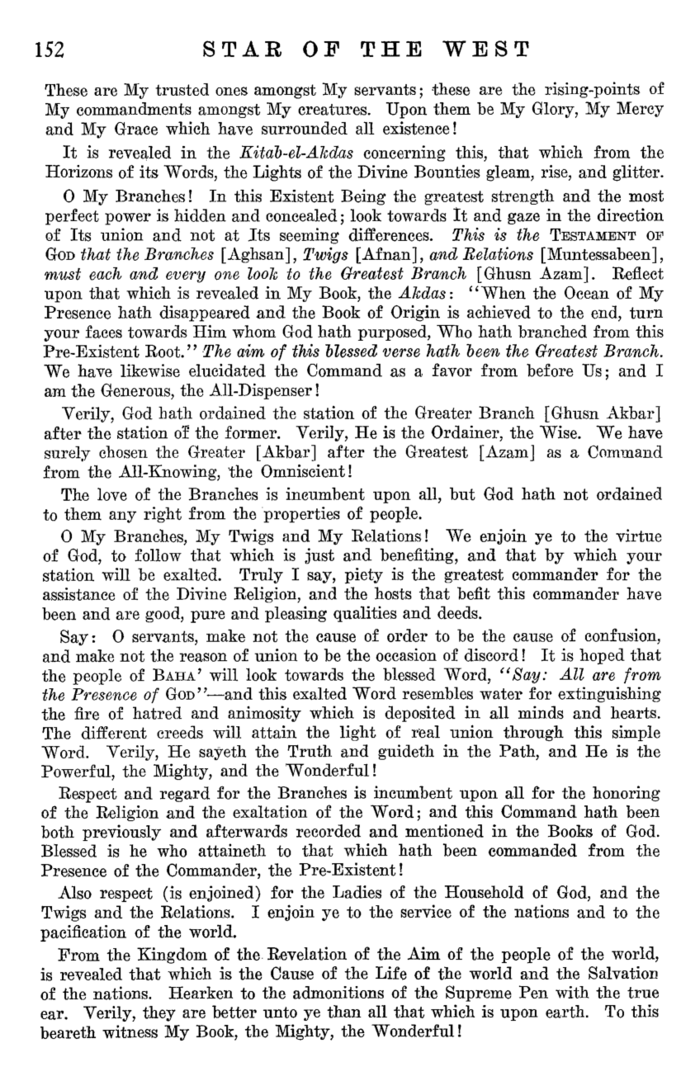 152 STAR OF THE WEST
These are My trusted ones amongst My servants; these are the rising-points of
My commandments amongst My creatures. Upon them be My Glory, My Mercy
and My Grace which have surrounded all existence!
It is revealed in the Kitab-el-Akdas concerning this, that which from the
Horizons of its Words, the Lights of the Divine Bounties gleam, rise, and glitter.
O My Branches! In this Existent Being the greatest strength and the most
perfect power is hidden and concealed; look towards It and gaze in the direction
of Its union and not at Its seeming differences. This is the TESTAMENT OF
GOD that the Branches [Aghsan], Twigs [Afnan], and Relations [Muntessabeen],
must each and every one look to the Greatest Branch [Ghusn Azam]. Reflect
upon that which is revealed in My Book, the Akdas: "When the Ocean of My
Presence hath disappeared and the Book of Origin is achieved to the end, turn
your faces towards Him whom God hath purposed, Who hath branched from this
Pre-Existent Root." The aim of this blessed verse hath been the Greatest Branch.
We have likewise elucidated the Command as a favor from before Us; and I
am the Generous, the All-Dispenser!
Verily, God hath ordained the station of the Greater Branch [Ghusn Akbar]
after the station of the former. Verily, He is the Ordainer, the Wise. We have
surely chosen the Greater [Akbar] after the Greatest [Azam] as a Command
from the All-Knowing, the Omniscient!
The love of the Branches is incumbent upon all, but God hath not ordained
to them any right from the properties of people.
O My Branches, My Twigs and My Relations! We enjoin ye to the virtue
of God, to follow that which is just and benefiting, and that by which your
station will be exalted. Truly I say, piety is the greatest commander for the
assistance of the Divine Religion, and the hosts that befit this commander have
been and are good, pure and pleasing qualities and deeds.
Say: O servants, make not the cause of order to be the cause of confusion,
and make not the reason of union to be the occasion of discord! It is hoped that
the people of BAHA' will look towards the blessed Word, "Say: All are from
the Presence of GOD"—and this exalted Word resembles water for extinguishing
the fire of hatred and animosity which is deposited in all minds and hearts.
The different creeds will attain the light of real union through this simple
Word. Verily, He sayeth the Truth and guideth in the Path, and He is the
Powerful, the Mighty, and the Wonderful!
Respect and regard for the Branches is incumbent upon all for the honoring
of the Religion and the exaltation of the Word; and this Command hath been
both previously and afterwards recorded and mentioned in the Books of God.
Blessed is he who attaineth to that which hath been commanded from the
Presence of the Commander, the Pre-Existent!
Also respect (is enjoined) for the Ladies of the Household of God, and the
Twigs and the Relations. I enjoin ye to the service of the nations and to the
pacification of the world.
From the Kingdom of the Revelation of the Aim of the people of the world,
is revealed that which is the Cause of the Life of the world and the Salvation
of the nations. Hearken to the admonitions of the Supreme Pen with the true
ear. Verily, they are better unto ye than all that which is upon earth. To this
beareth witness My Book, the Mighty, the Wonderful!